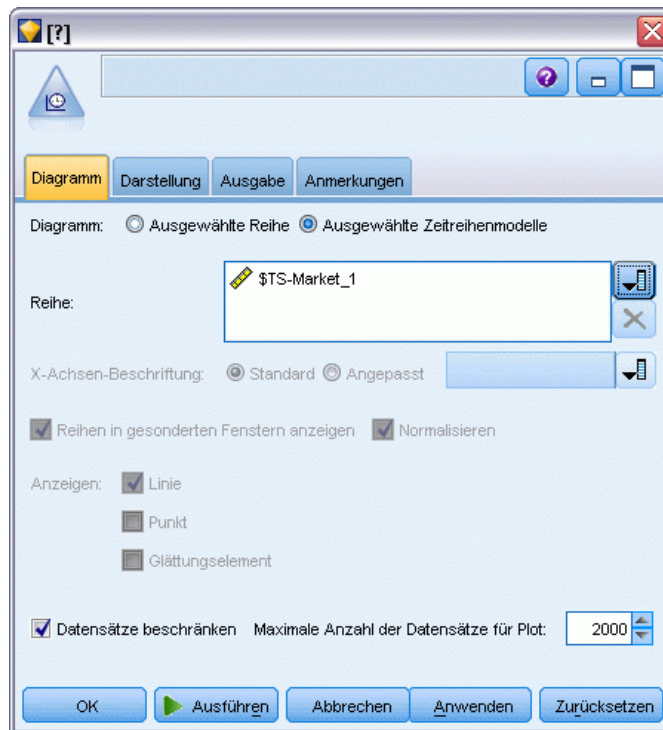 [?]
Diagramm Darstellung Ausgabe Anmerkungen
Diagramm: Ausgewählte Reihe Ausgewählte Zeitreihenmodelle
Reihe: $TS-Market_1
X-Achsen-Beschriftung: Standard Angepasst
Reihen in gesonderten Fenstern anzeigen Normalisieren
Anzeigen: Linie
Punkt
Glättungselement
Datensätze beschränken Maximale Anzahl der Datensätze für Plot: 2000
OK Ausführen Abbrechen Anwenden Zurücksetzen